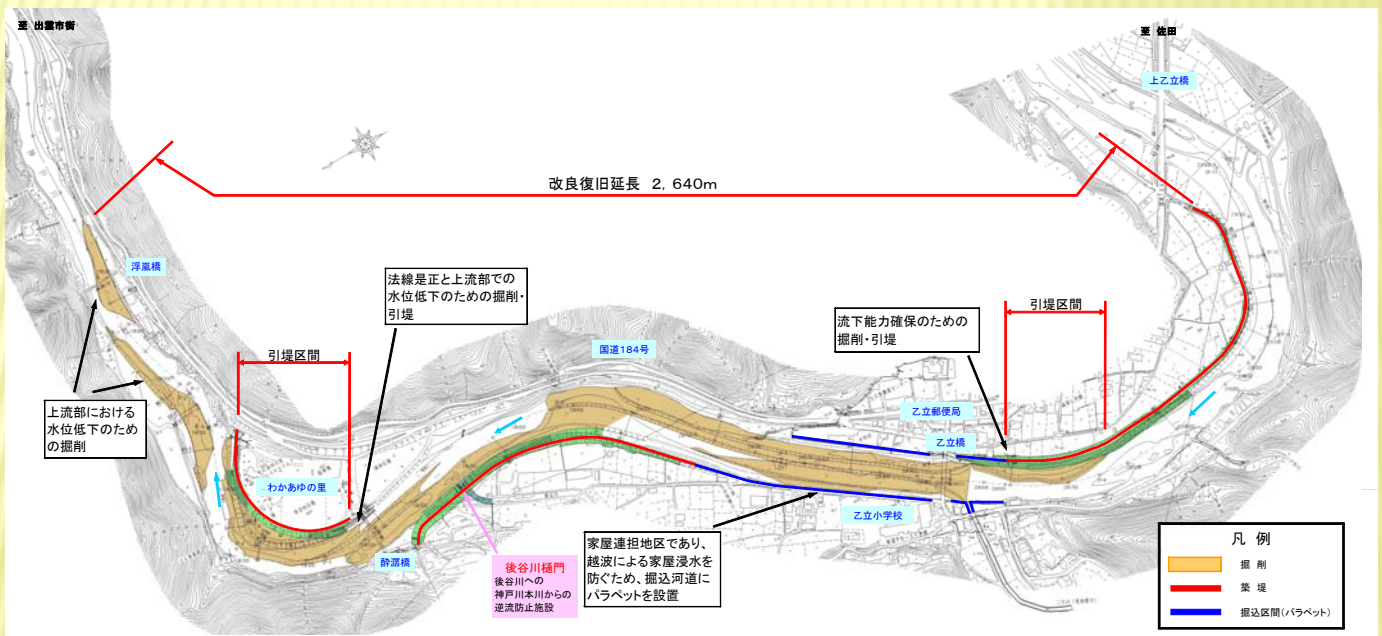 至 出雲市街
至 佐田
上乙立橋
改良復旧延長 2,640m
浮嵐橋
法線是正と上流部での
水位低下のための掘削・
引堤
引堤区間
流下能力確保のための
掘削・引堤
引堤区間
国道184号
上流部における
水位低下のため
の掘削
乙立郵便局
乙立橋
わかあゆの里
乙立小学校
酔潺橋
後谷川樋門
後谷川への
神戸川本川からの
逆流防止施設
家屋連担地区であり、
越波による家屋浸水を
防ぐため、掘込河道に
パラペットを設置
凡 例
掘 削
築 堤
掘込区間(パラペット)